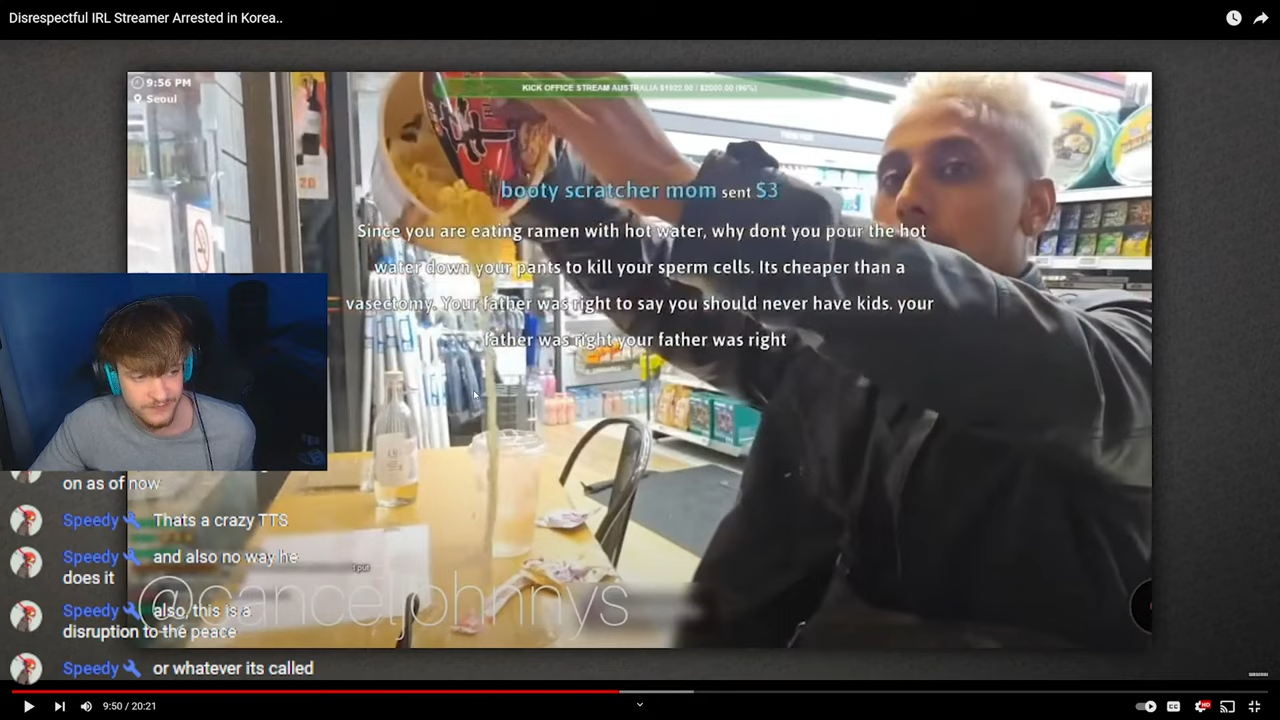 Disrespectful IRL Streamer Arrested in Korea..
9:56 PM
Seoul
KICK OFFICE STREAM AUSTRALIA $1922.00 / $2000.00 (96%)
booty scratcher mom sent $3
Since you are eating ramen with hot water, why dont you pour the hot
water down your pants to kill your sperm cells. Its cheaper than a
vasectomy. Your father was right to say you should never have kids. your
father was right your father was right
20
I put
@canceljohnnys
on as of now
Speedy Thats a crazy TTS
Speedy and also no way he
does it
Speedy also, this is a
disruption to the peace
Speedy or whatever its called
SUBSCRIBE
9:50 / 20:21
CC
HD